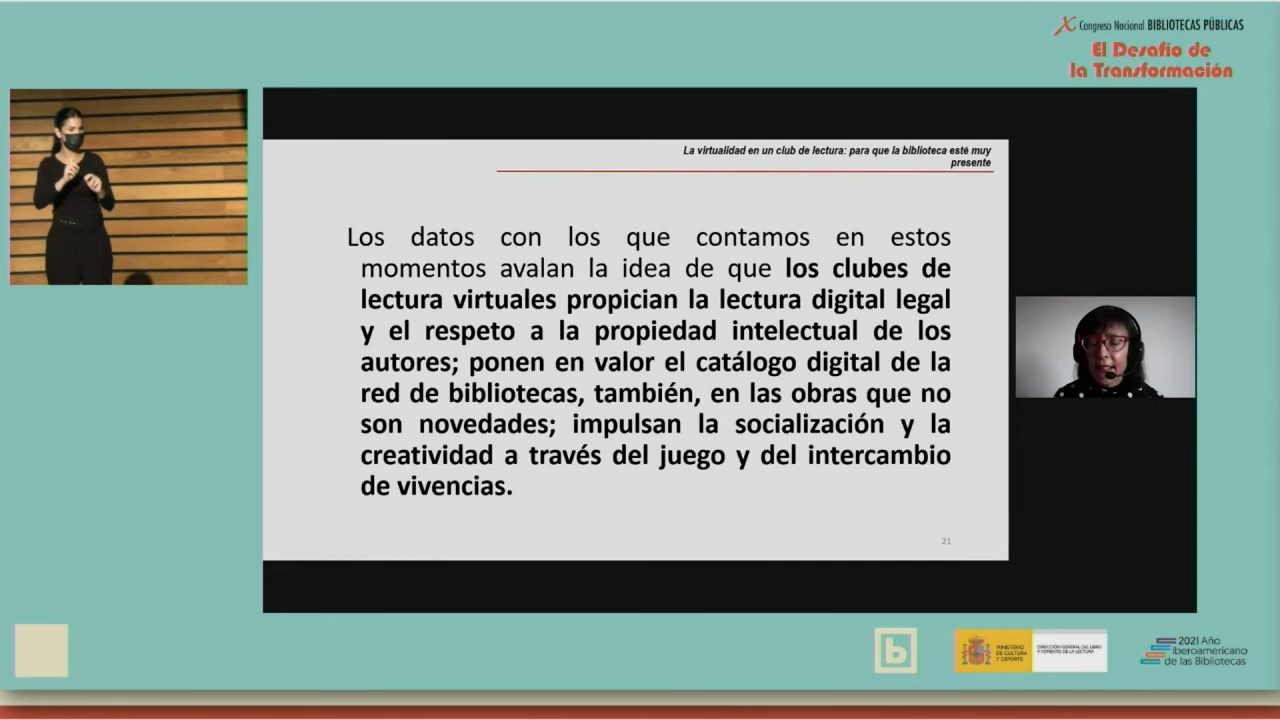 X Congreso Nacional BIBLIOTECAS PÚBLICAS
El Desafío de
la Transformación
La virtualidad en un club de lectura: para que la biblioteca esté muy
presente
Los datos con los que contamos en estos
momentos avalan la idea de que los clubes de
lectura virtuales propician la lectura digital legal
y el respeto a la propiedad intelectual de los
autores; ponen en valor el catálogo digital de la
red de bibliotecas, también, en las obras que no
son novedades; impulsan la socialización y la
creatividad a través del juego y del intercambio
de vivencias.
21
b
MINISTERIO
DE CULTURA
Y DEPORTE
DIRECCIÓN GENERAL DEL LIBRO
Y FOMENTO DE LA LECTURA
2021 Año
Iberoamericano
de las Bibliotecas